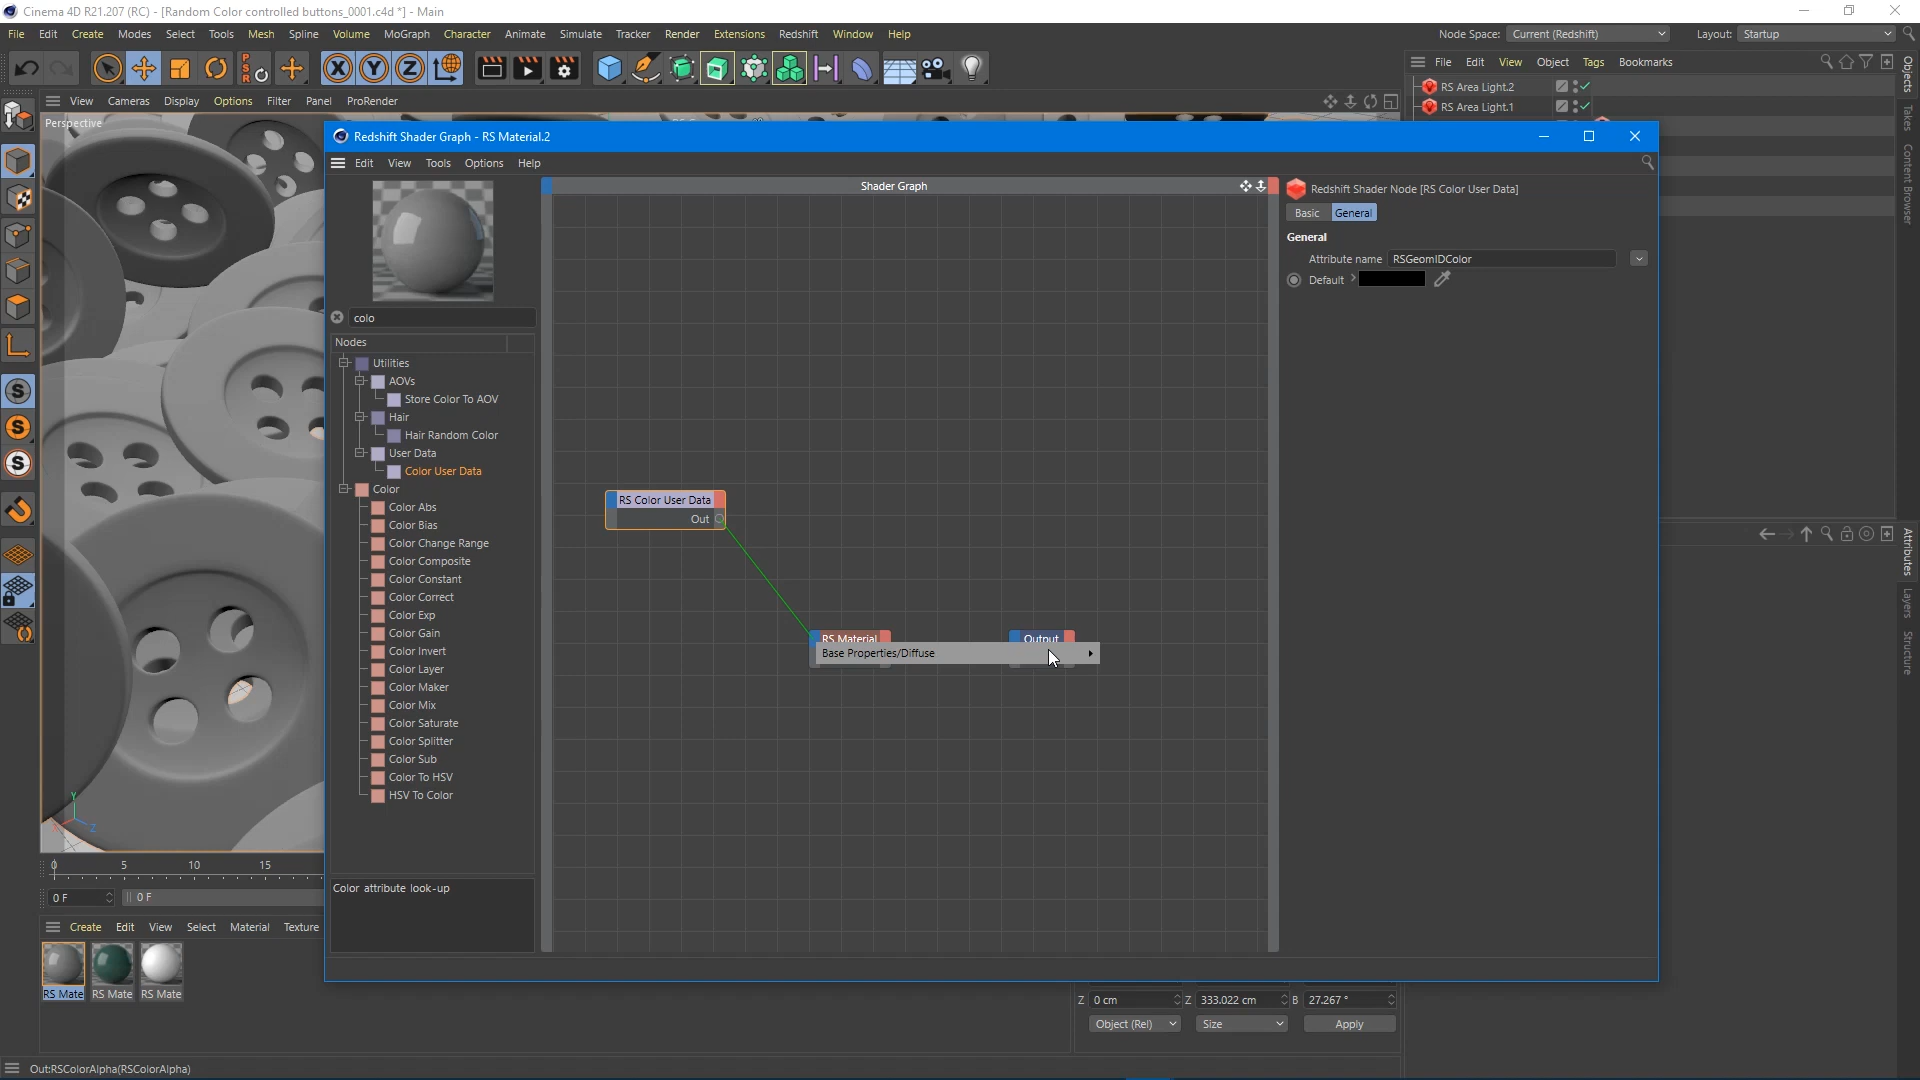 Cinema 4D R21.207 (RC) - [Random Color controlled buttons_0001.c4d *] - Main
File Edit Create Modes Select Tools Mesh Spline Volume MoGraph Character Animate Simulate Tracker Render Extensions Redshift Window Help
Node Space: Current (Redshift) Layout: Startup
File Edit View Object Tags Bookmarks
RS Area Light.2
RS Area Light.1
Objects
Takes
Content Browser
Attributes
Layers
Structure
View Cameras Display Options Filter Panel ProRender
Perspective
Redshift Shader Graph - RS Material.2
Edit View Tools Options Help
Shader Graph
colo
Nodes
Utilities
AOVs
Store Color To AOV
Hair
Hair Random Color
User Data
Color User Data
Color
Color Abs
Color Bias
Color Change Range
Color Composite
Color Constant
Color Correct
Color Exp
Color Gain
Color Invert
Color Layer
Color Maker
Color Mix
Color Saturate
Color Splitter
Color Sub
Color To HSV
HSV To Color
Color attribute look-up
RS Color User Data
Out
RS Material
Output
Base Properties/Diffuse
Redshift Shader Node [RS Color User Data]
Basic General
General
Attribute name RSGeomIDColor
Default
Y
X
Z
0 5 10 15
0 F 0 F
Create Edit View Select Material Texture
RS Mate RS Mate RS Mate
Z 0 cm Z 333.022 cm B 27.267 °
Object (Rel) Size Apply
Out:RSColorAlpha(RSColorAlpha)